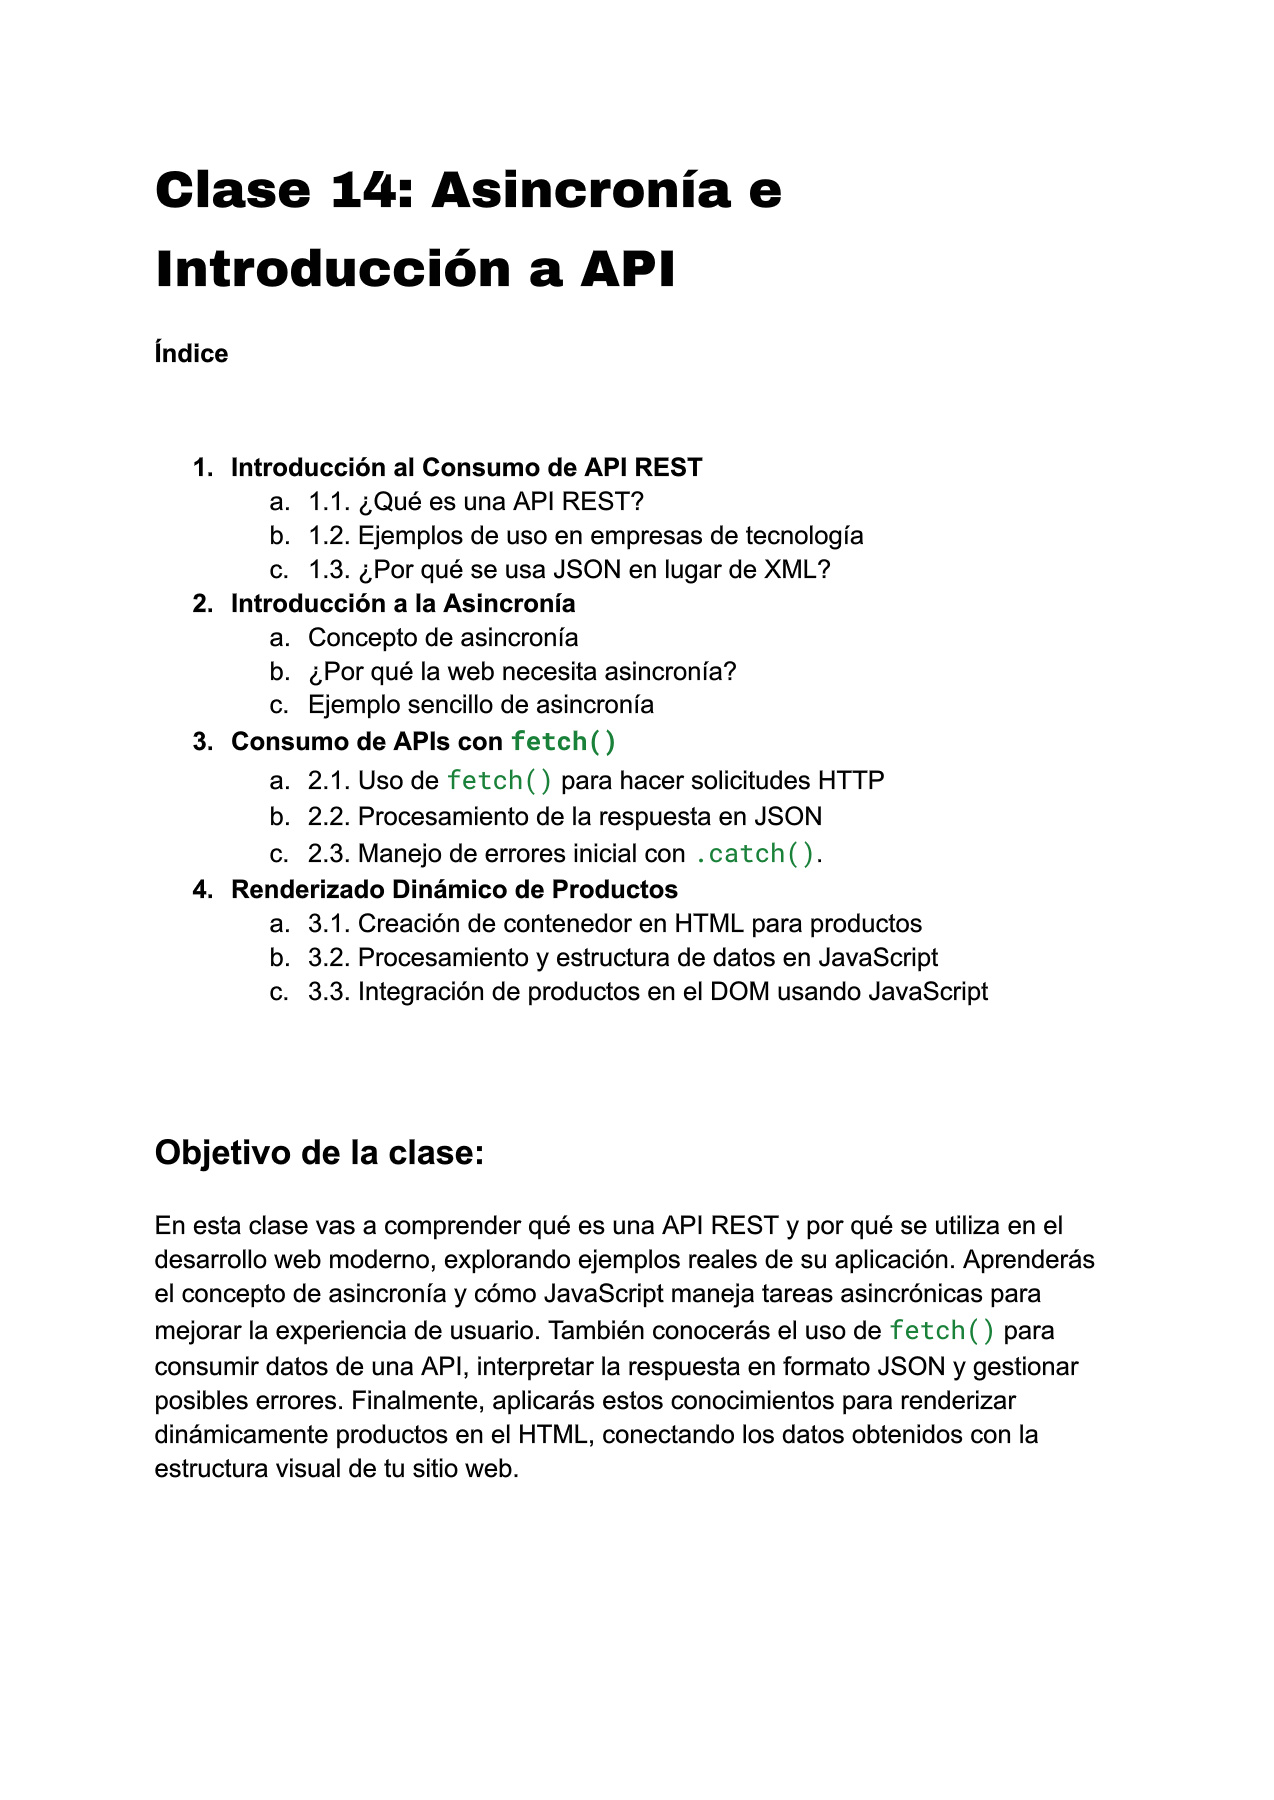 Clase 14: Asincronía e
Introducción a API
Índice
1. Introducción al Consumo de API REST
a. 1.1. ¿Qué es una API REST?
b. 1.2. Ejemplos de uso en empresas de tecnología
c. 1.3. ¿Por qué se usa JSON en lugar de XML?
2. Introducción a la Asincronía
a. Concepto de asincronía
b. ¿Por qué la web necesita asincronía?
c. Ejemplo sencillo de asincronía
3. Consumo de APIs con fetch()
a. 2.1. Uso de fetch() para hacer solicitudes HTTP
b. 2.2. Procesamiento de la respuesta en JSON
c. 2.3. Manejo de errores inicial con .catch().
4. Renderizado Dinámico de Productos
a. 3.1. Creación de contenedor en HTML para productos
b. 3.2. Procesamiento y estructura de datos en JavaScript
c. 3.3. Integración de productos en el DOM usando JavaScript
Objetivo de la clase:
En esta clase vas a comprender qué es una API REST y por qué se utiliza en el
desarrollo web moderno, explorando ejemplos reales de su aplicación. Aprenderás
el concepto de asincronía y cómo JavaScript maneja tareas asincrónicas para
mejorar la experiencia de usuario. También conocerás el uso de fetch() para
consumir datos de una API, interpretar la respuesta en formato JSON y gestionar
posibles errores. Finalmente, aplicarás estos conocimientos para renderizar
dinámicamente productos en el HTML, conectando los datos obtenidos con la
estructura visual de tu sitio web.